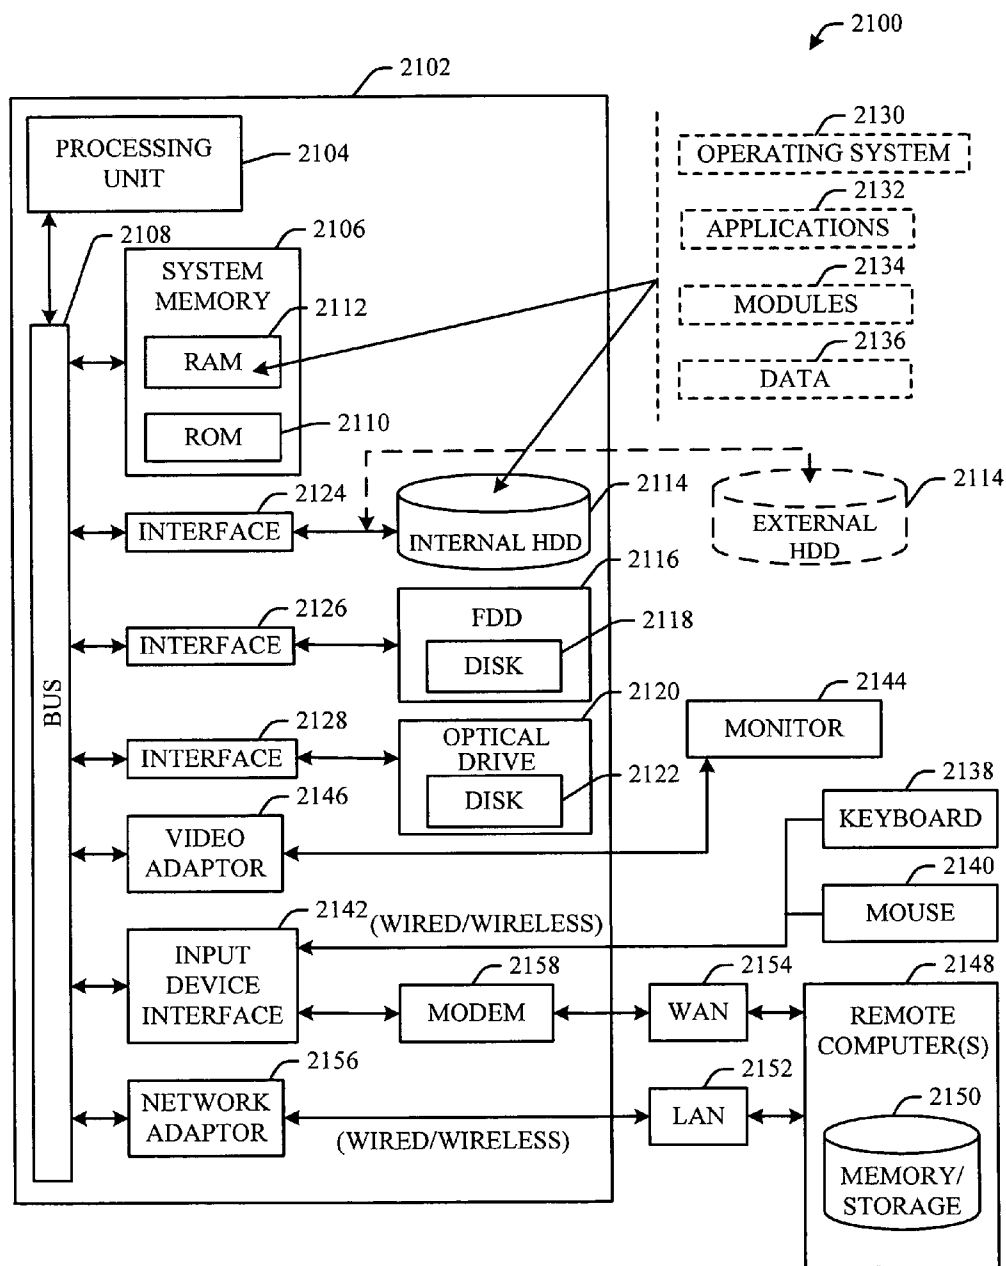 2100
2102
PROCESSING
UNIT
2104
2130
OPERATING SYSTEM
2132
APPLICATIONS
2134
MODULES
2136
DATA
2108
2106
SYSTEM
MEMORY
2112
RAM
2110
ROM
2124
INTERFACE
2114
INTERNAL HDD
2114
EXTERNAL
HDD
2126
INTERFACE
2116
FDD
2118
DISK
BUS
2128
INTERFACE
2120
OPTICAL
DRIVE
2122
DISK
2144
MONITOR
2146
VIDEO
ADAPTOR
2138
KEYBOARD
2140
MOUSE
2142
(WIRED/WIRELESS)
INPUT
DEVICE
INTERFACE
2158
MODEM
2154
WAN
2148
REMOTE
COMPUTER(S)
2156
NETWORK
ADAPTOR
(WIRED/WIRELESS)
2152
LAN
2150
MEMORY/
STORAGE